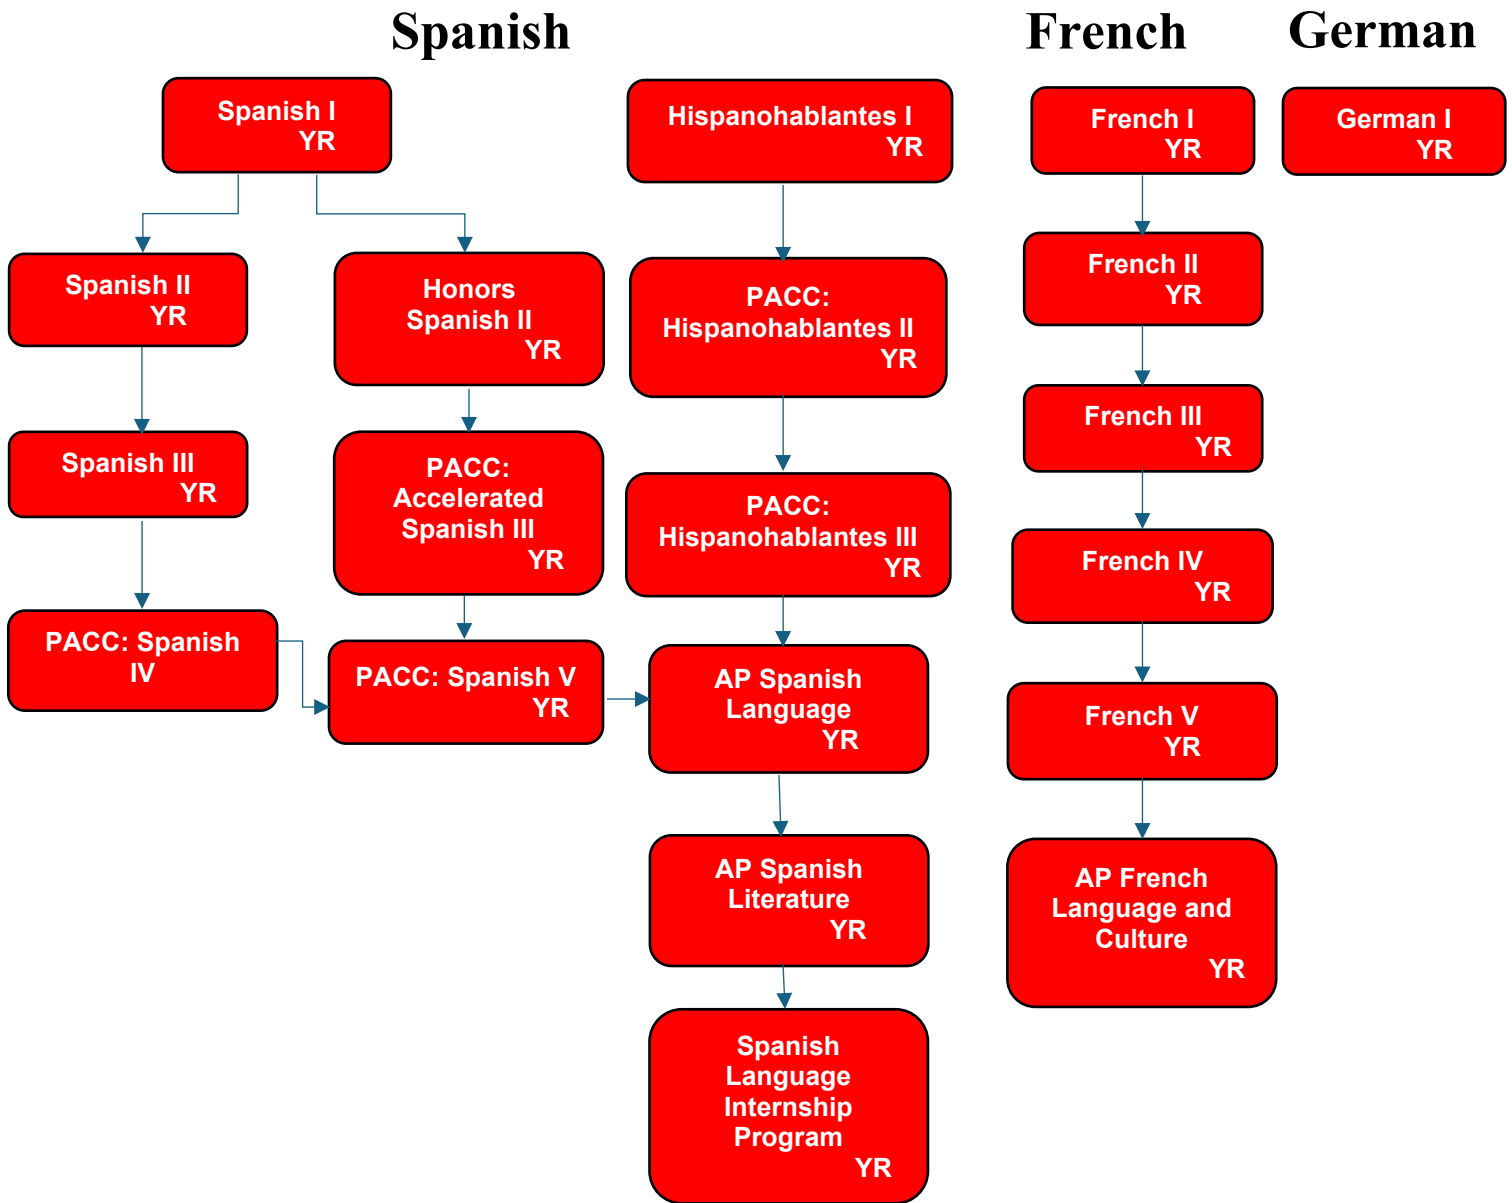 Spanish
French
German
Spanish I
YR
Hispanohablantes I
YR
French I
YR
German I
YR
Spanish II
YR
Honors
Spanish II
YR
PACC:
Hispanohablantes II
YR
French II
YR
Spanish III
YR
PACC:
Accelerated
Spanish III
YR
PACC:
Hispanohablantes III
YR
French III
YR
French IV
YR
PACC: Spanish
IV
PACC: Spanish V
YR
AP Spanish
Language
YR
French V
YR
AP Spanish
Literature
YR
AP French
Language and
Culture
YR
Spanish
Language
Internship
Program
YR